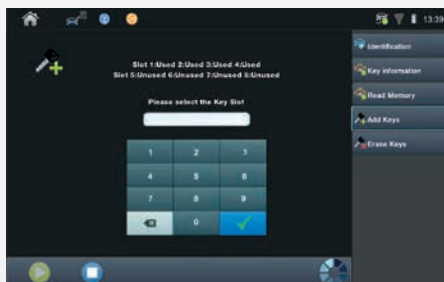 13:39
Slot 1:Used 2:Used 3:Used 4:Used
Slot 5:Unused 6:Unused 7:Unused 8:Unused
Please select the Key Slot
1 2 3
4 5 6
7 8 9
0
Identification
Key information
Read Memory
Add Keys
Erase Keys